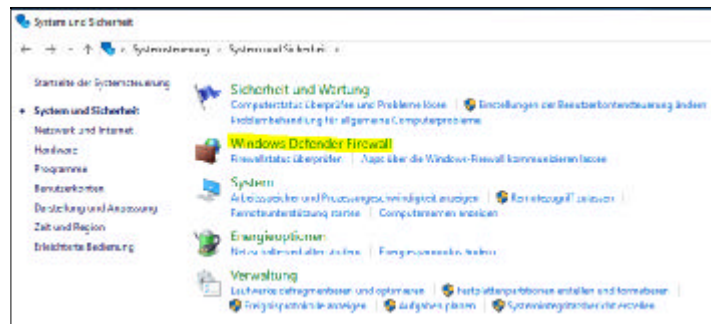 System und Sicherheit
Systemsteuerung > System und Sicherheit >
Startseite der Systemsteuerung
System und Sicherheit
Netzwerk und Internet
Hardware
Programme
Benutzerkonten
Darstellung und Anpassung
Zeit und Region
Erleichterte Bedienung
Sicherheit und Wartung
Computerstatus überprüfen und Probleme lösen | Einstellungen der Benutzerkontensteuerung ändern
Problembehandlung für allgemeine Computerprobleme
Windows Defender Firewall
Firewallstatus überprüfen | Apps über die Windows-Firewall kommunizieren lassen
System
Arbeitsspeicher und Prozessorgeschwindigkeit anzeigen | Remotezugriff zulassen |
Remoteunterstützung starten | Computernamen anzeigen
Energieoptionen
Netzschalterverhalten ändern | Energiesparmodus ändern
Verwaltung
Laufwerke defragmentieren und optimieren | Festplattenpartitionen erstellen und formatieren |
Ereignisprotokolle anzeigen | Aufgaben planen | Systemintegritätsbericht erstellen